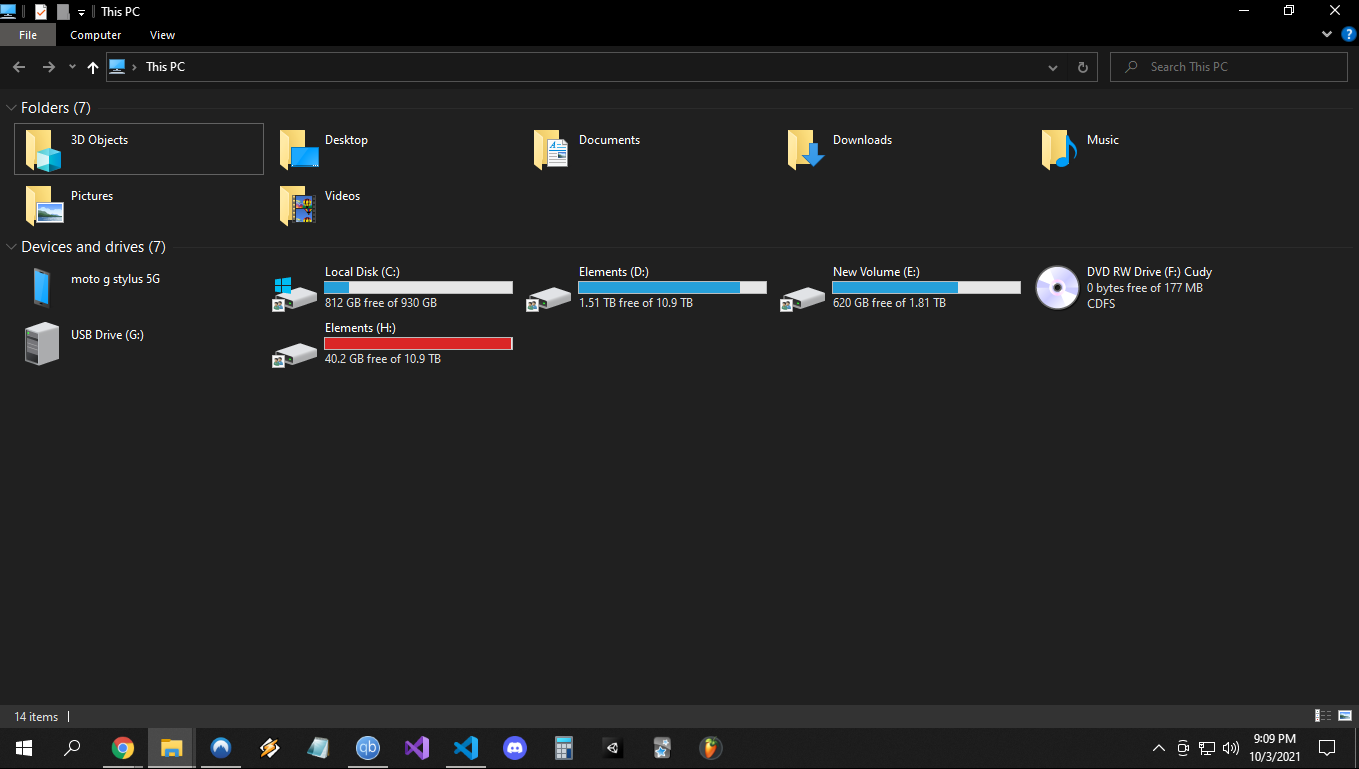 This PC
File Computer View
This PC
Search This PC
Folders (7)
3D Objects
Desktop
Documents
Downloads
Music
Pictures
Videos
Devices and drives (7)
moto g stylus 5G
Local Disk (C:)
812 GB free of 930 GB
Elements (D:)
1.51 TB free of 10.9 TB
New Volume (E:)
620 GB free of 1.81 TB
DVD RW Drive (F:) Cudy
0 bytes free of 177 MB
CDFS
USB Drive (G:)
Elements (H:)
40.2 GB free of 10.9 TB
14 items
qb
9:09 PM
10/3/2021